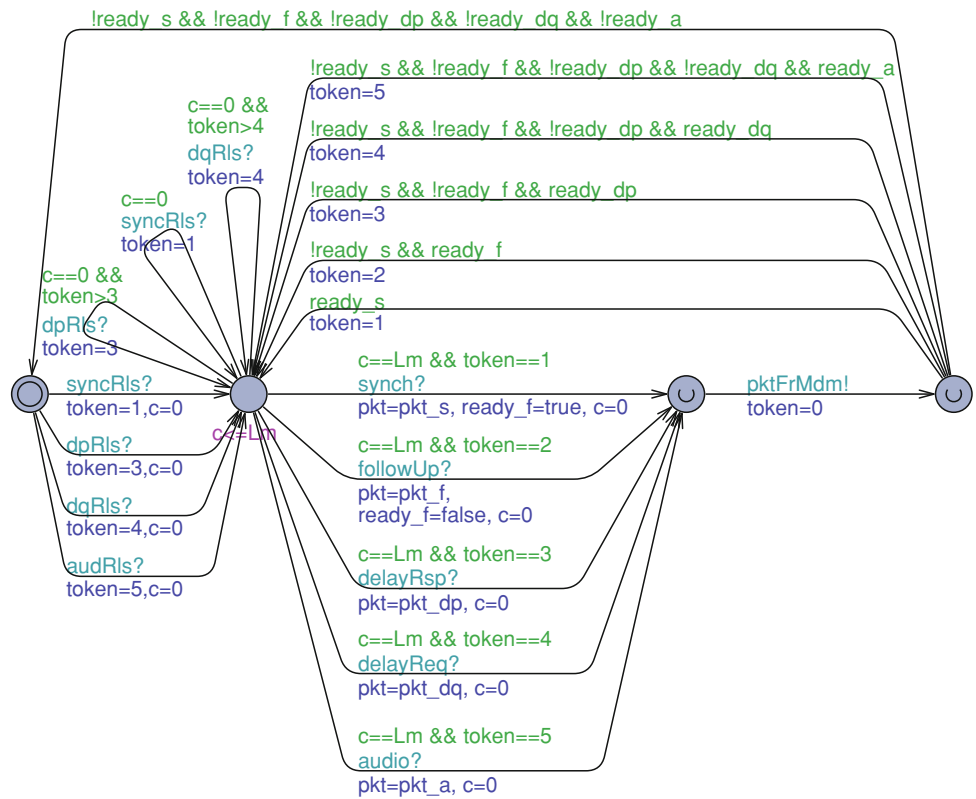 !ready_s && !ready_f && !ready_dp && !ready_dq && !ready_a
!ready_s && !ready_f && !ready_dp && !ready_dq && ready_a
token=5
c==0 &&
token>4
dqRls?
token=4
!ready_s && !ready_f && !ready_dp && ready_dq
token=4
c==0
syncRls?
token=1
!ready_s && !ready_f && ready_dp
token=3
!ready_s && ready_f
token=2
c==0 &&
token>3
dpRls?
token=3
ready_s
token=1
syncRls?
token=1,c=0
c<=Lm
c==Lm && token==1
synch?
pkt=pkt_s, ready_f=true, c=0
pktFrMdm!
token=0
dpRls?
token=3,c=0
c==Lm && token==2
followUp?
pkt=pkt_f,
ready_f=false, c=0
dqRls?
token=4,c=0
audRls?
token=5,c=0
c==Lm && token==3
delayRsp?
pkt=pkt_dp, c=0
c==Lm && token==4
delayReq?
pkt=pkt_dq, c=0
c==Lm && token==5
audio?
pkt=pkt_a, c=0